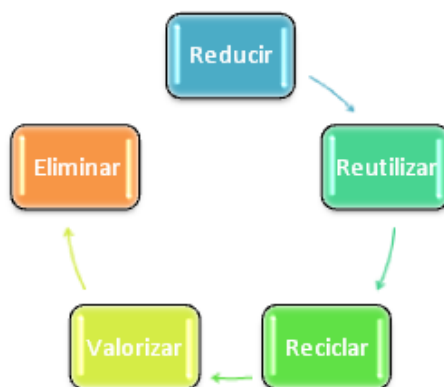 Reducir
Reutilizar
Reciclar
Valorizar
Eliminar